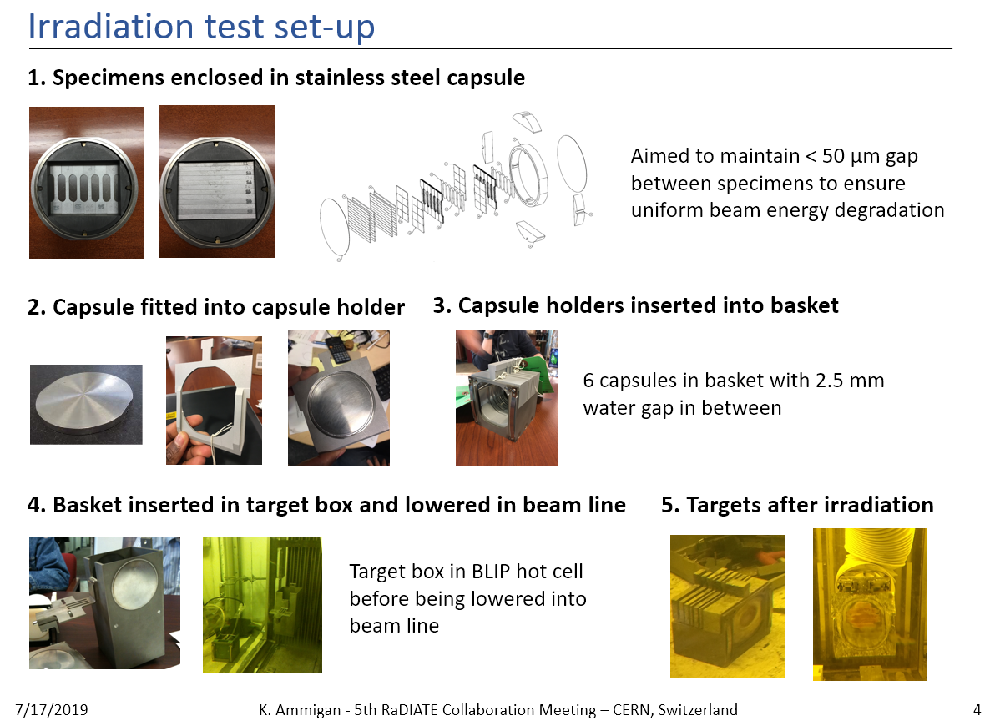 Irradiation test set-up
1. Specimens enclosed in stainless steel capsule
Aimed to maintain < 50 µm gap
between specimens to ensure
uniform beam energy degradation
2. Capsule fitted into capsule holder
3. Capsule holders inserted into basket
6 capsules in basket with 2.5 mm
water gap in between
4. Basket inserted in target box and lowered in beam line
Target box in BLIP hot cell
before being lowered into
beam line
5. Targets after irradiation
7/17/2019
K. Ammigan - 5th RaDIATE Collaboration Meeting – CERN, Switzerland
4